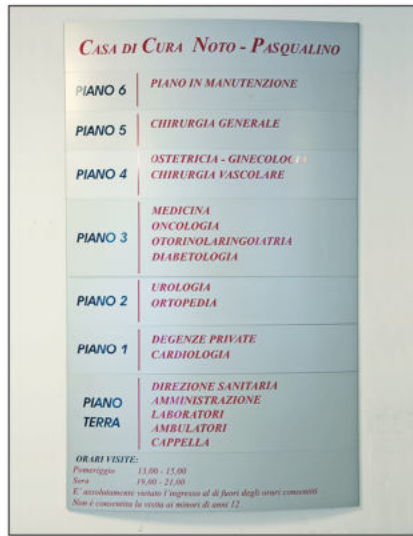 CASA DI CURA NOTO - PASQUALINO
PIANO 6 PIANO IN MANUTENZIONE
PIANO 5 CHIRURGIA GENERALE
PIANO 4
OSTETRICIA - GINECOLOGIA
CHIRURGIA VASCOLARE
PIANO 3
MEDICINA
ONCOLOGIA
OTORINOLARINGOIATRIA
DIABETOLOGIA
PIANO 2
UROLOGIA
ORTOPEDIA
PIANO 1
DEGENZE PRIVATE
CARDIOLOGIA
PIANO
TERRA
DIREZIONE SANITARIA
AMMINISTRAZIONE
LABORATORI
AMBULATORI
CAPPELLA
ORARI VISITE:
Pomeriggio 13,00 - 15,00
Sera 19,00 - 21,00
E' assolutamente vietato l'ingresso al di fuori degli orari consentiti
Non è consentita la visita ai minori di anni 12